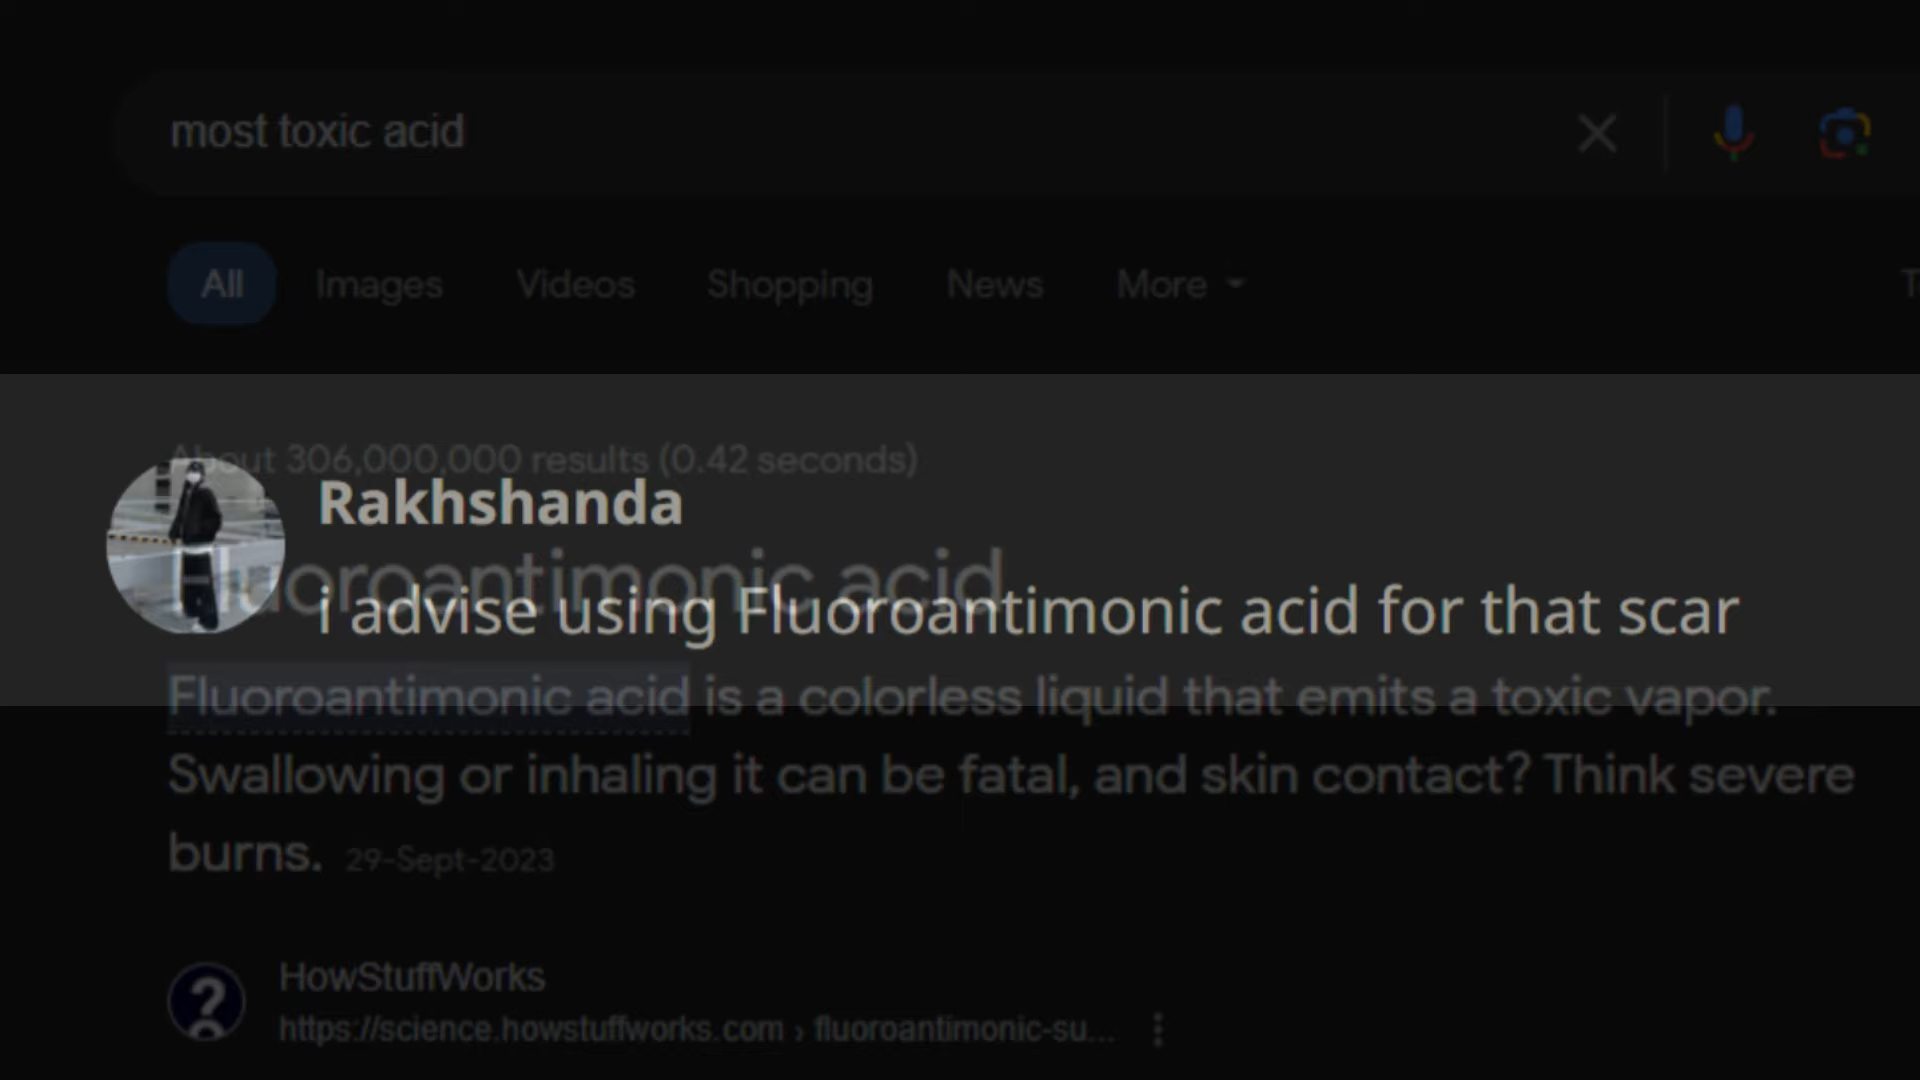 most toxic acid
All Images Videos Shopping News More
About 306,000,000 results (0.42 seconds)
Rakhshanda
Fluoroantimonic acid
i advise using Fluoroantimonic acid for that scar
Fluoroantimonic acid is a colorless liquid that emits a toxic vapor.
Swallowing or inhaling it can be fatal, and skin contact? Think severe
burns. 29-Sept-2023
HowStuffWorks
https://science.howstuffworks.com › fluoroantimonic-su...